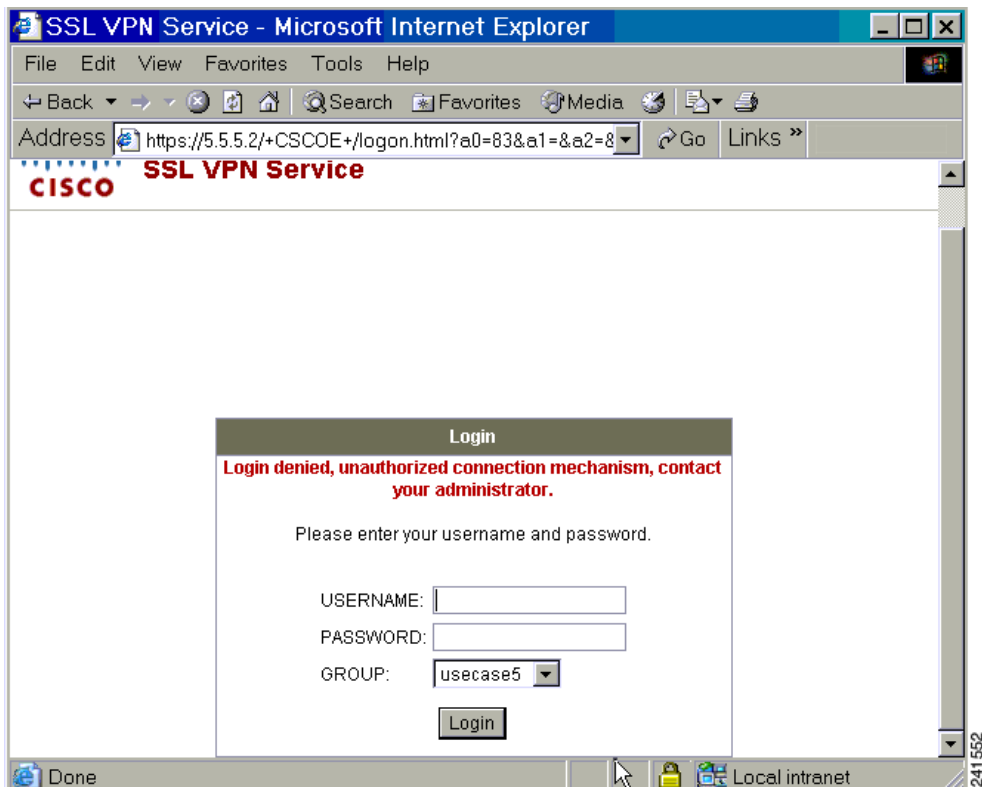 SSL VPN Service - Microsoft Internet Explorer
File Edit View Favorites Tools Help
Back Search Favorites Media
Address https://5.5.5.2/+CSCOE+/logon.html?a0=83&a1=&a2=& Go Links »
CISCO SSL VPN Service
Login
Login denied, unauthorized connection mechanism, contact
your administrator.
Please enter your username and password.
USERNAME:
PASSWORD:
GROUP: usecase5
Login
Done Local intranet
241552